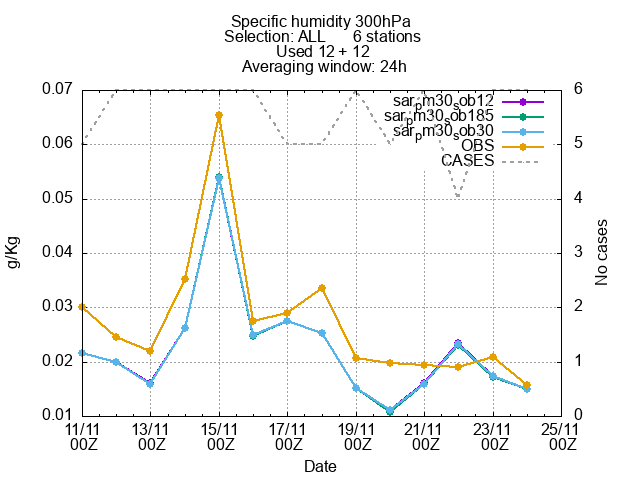 Specific humidity 300hPa
Selection: ALL 6 stations
Used 12 + 12
Averaging window: 24h
sar_pm30_sob12
sar_pm30_sob185
sar_pm30_sob30
OBS
CASES
0.07
0.06
0.05
0.04
0.03
0.02
0.01
g/Kg
6
5
4
3
2
1
0
No cases
11/11 13/11 15/11 17/11 19/11 21/11 23/11 25/11
00Z 00Z 00Z 00Z 00Z 00Z 00Z 00Z
Date